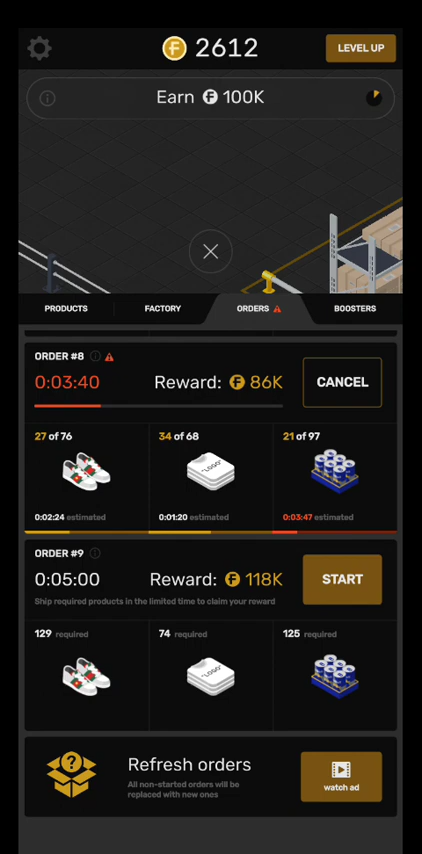 2612
LEVEL UP
Earn 100K
PRODUCTS
FACTORY
ORDERS
BOOSTERS
ORDER #8
0:03:40
Reward: 86K
CANCEL
27 of 76
34 of 68
21 of 97
"LOGO"
0:02:24 estimated
0:01:20 estimated
0:03:47 estimated
ORDER #9
0:05:00
Reward: 118K
START
Ship required products in the limited time to claim your reward
129 required
74 required
125 required
"LOGO"
Refresh orders
All non-started orders will be
replaced with new ones
watch ad